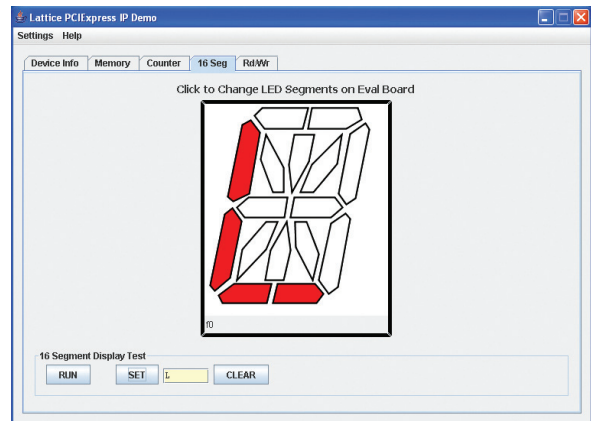 Lattice PCIExpress IP Demo
Settings Help
Device Info Memory Counter 16 Seg Rd/Wr
Click to Change LED Segments on Eval Board
f0
16 Segment Display Test
RUN SET L CLEAR